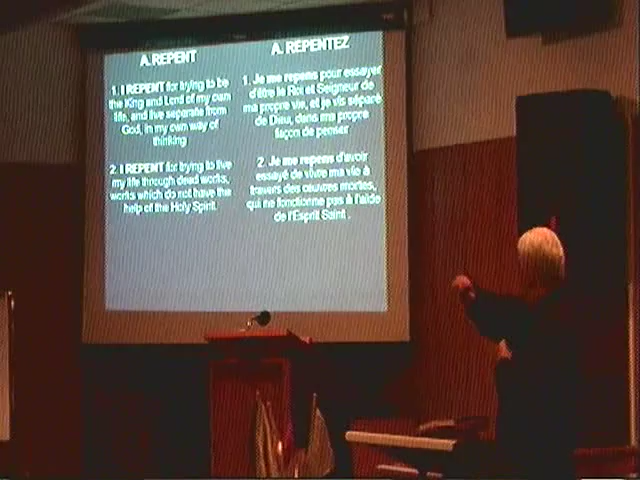 A. REPENT
1. I REPENT for trying to be
the King and Lord of my own
life, and live separate from
God, in my own way of
thinking
2. I REPENT for trying to live
my life through dead works,
works which do not have the
help of the Holy Spirit.
A. REPENTEZ
1. Je me repens pour essayer
d'être le Roi et Seigneur de
ma propre vie, et je vis séparé
de Dieu, dans ma propre
façon de penser
2. Je me repens d'avoir
essayé de vivre ma vie à
travers des œuvres mortes,
qui ne fonctionne pas à l'aide
de l'Esprit Saint .